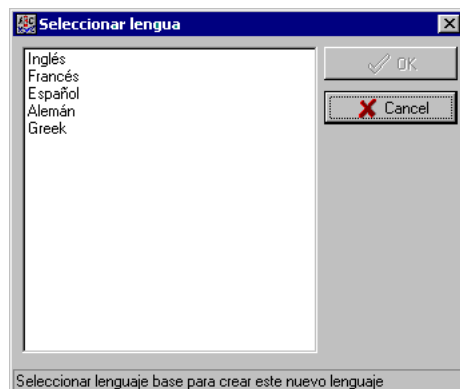 Seleccionar lengua
Inglés
Francés
Español
Alemán
Greek
OK
Cancel
Seleccionar lenguaje base para crear este nuevo lenguaje